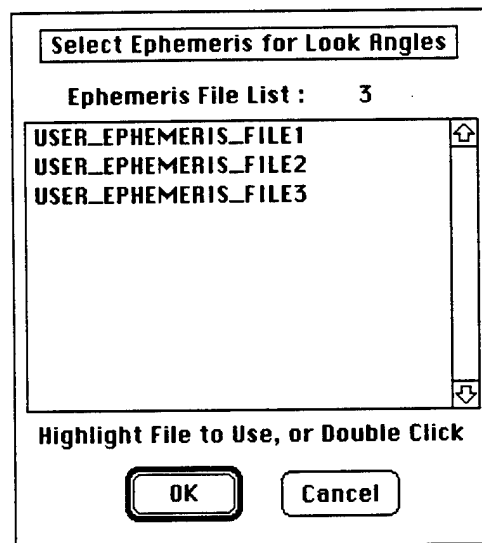 Select Ephemeris for Look Angles
Ephemeris File List : 3
USER_EPHEMERIS_FILE1
USER_EPHEMERIS_FILE2
USER_EPHEMERIS_FILE3
Highlight File to Use, or Double Click
OK Cancel